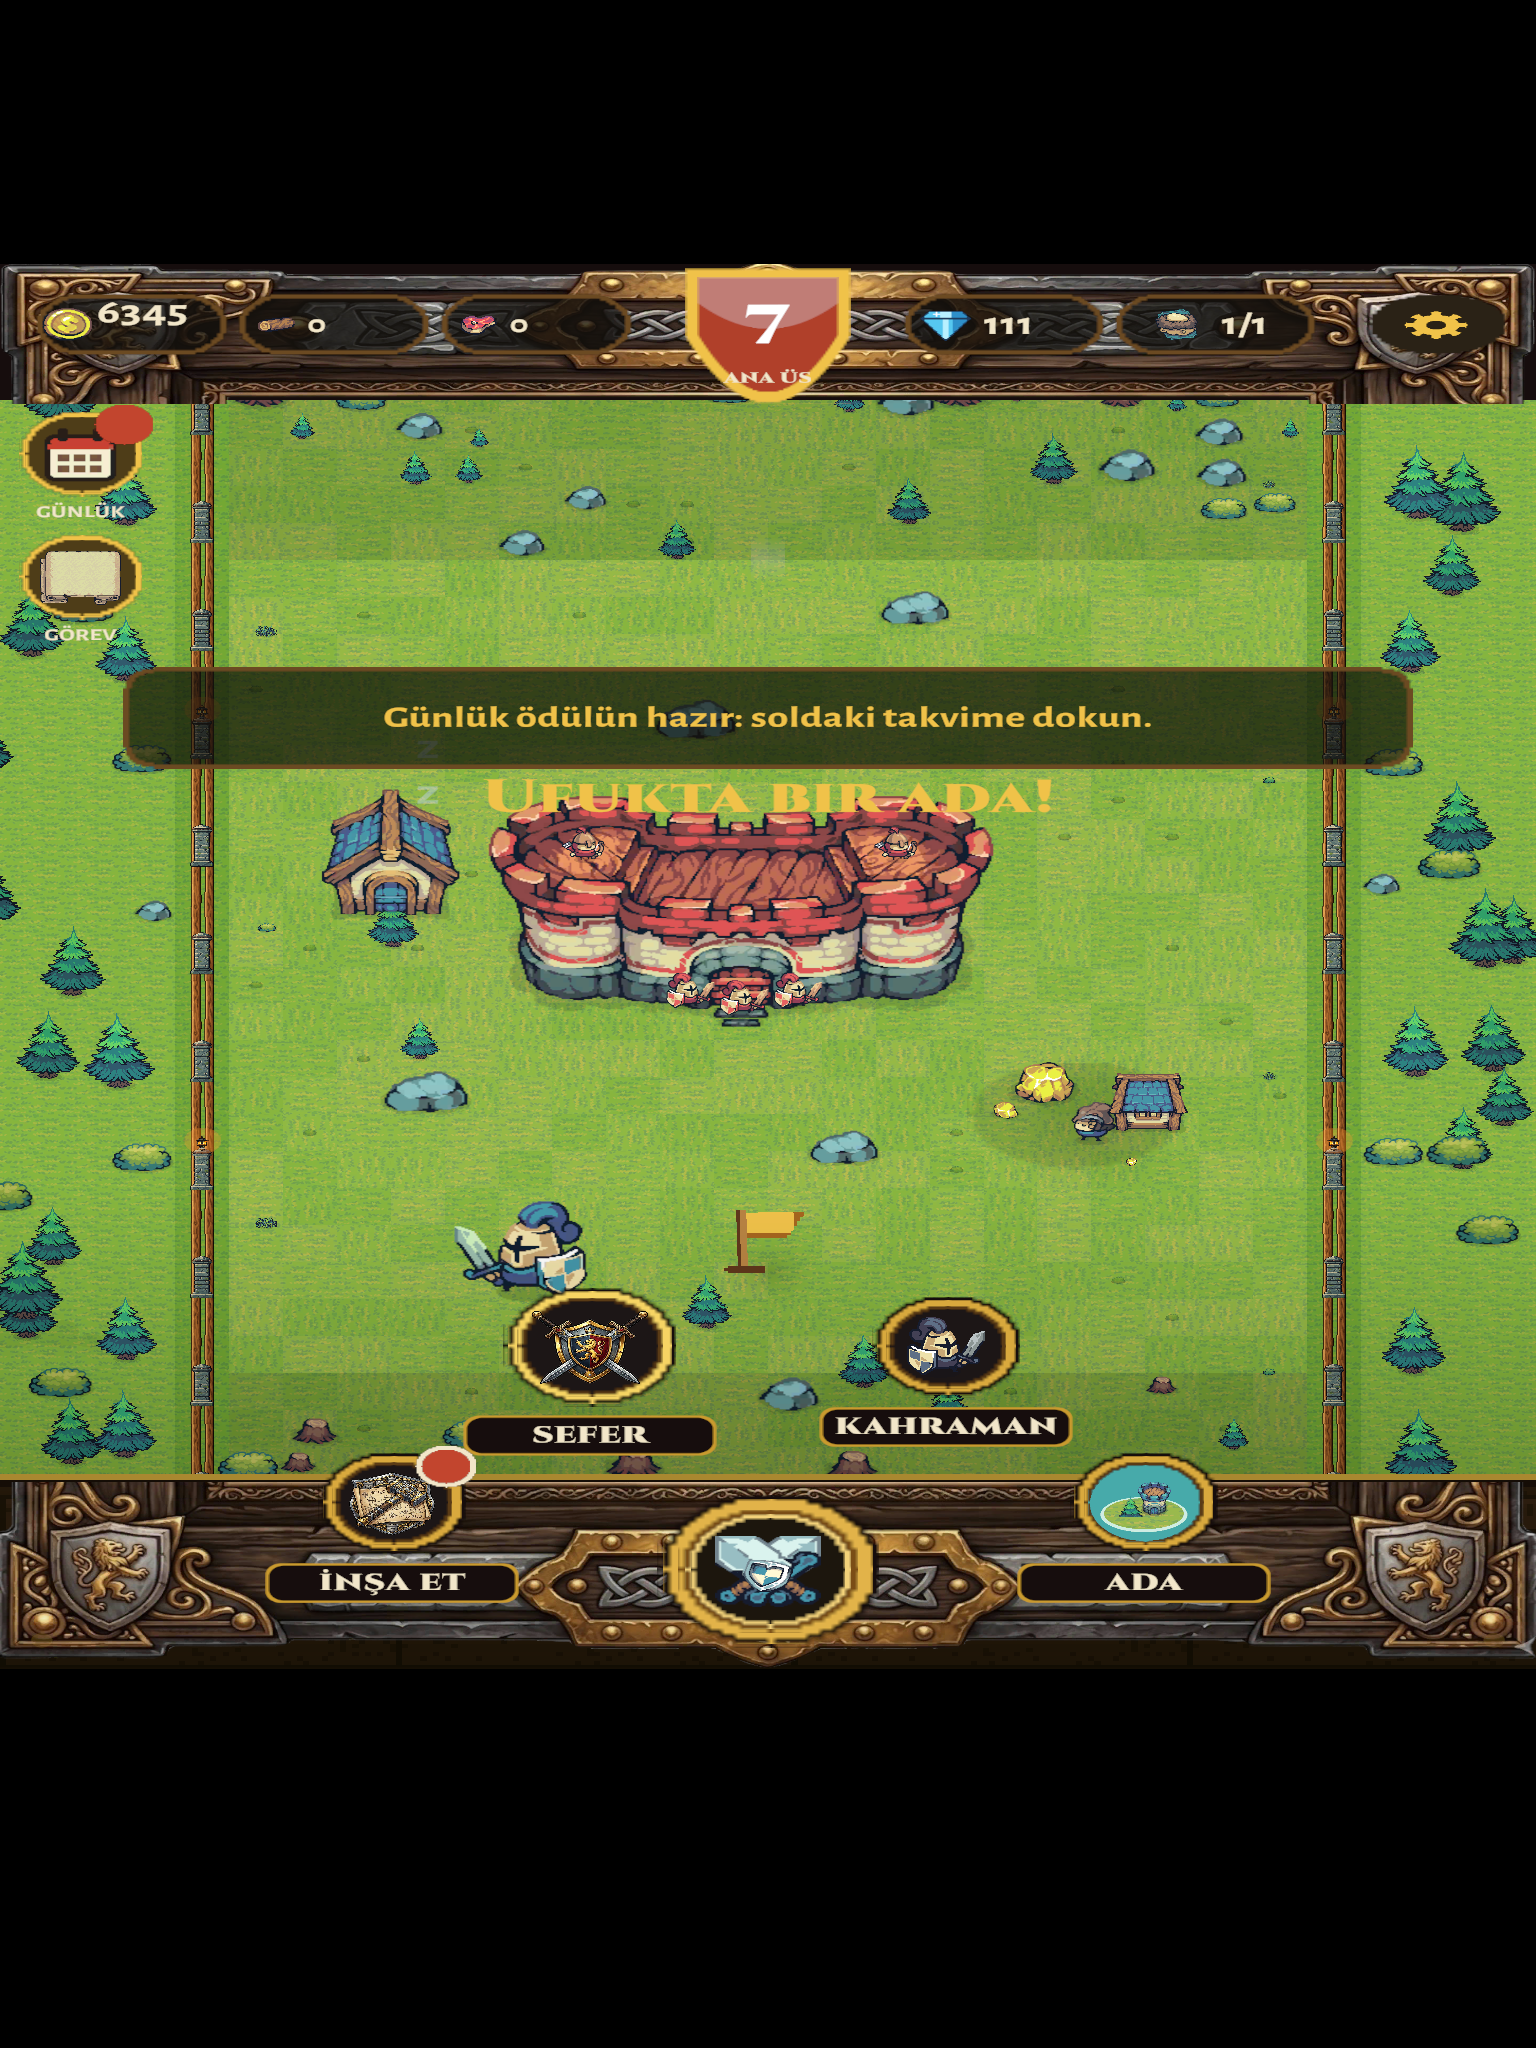 6345
0
0
7
ANA ÜS
111
1/1
GÜNLÜK
GÖREV
Günlük ödülün hazır: soldaki takvime dokun.
Z
Z
UFUKTA BIR ADA!
SEFER
KAHRAMAN
İNŞA ET
ADA